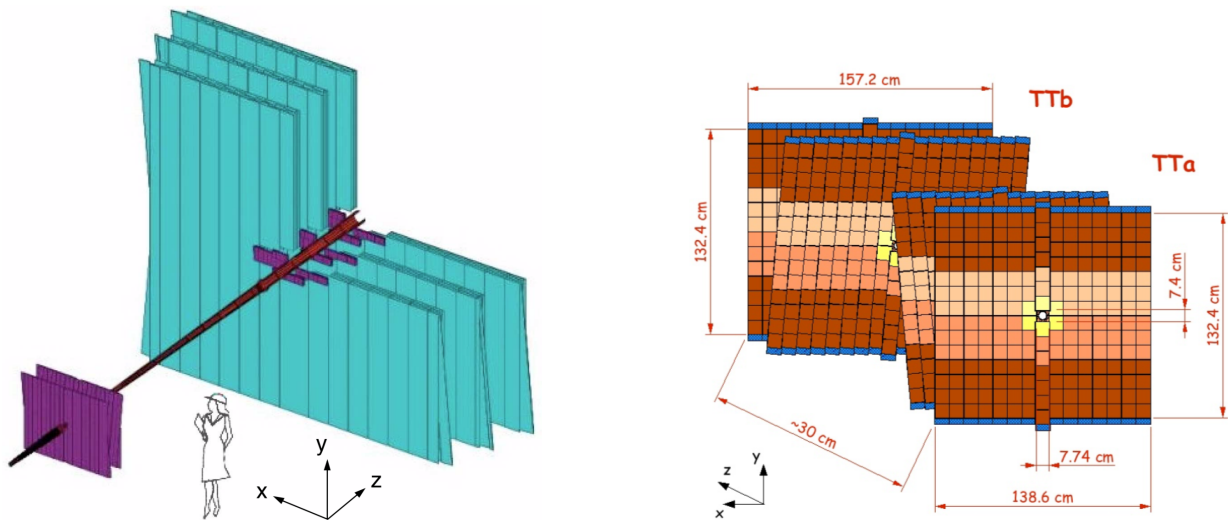 y
x
z
157.2 cm
TTb
TTa
132.4 cm
7.4 cm
132.4 cm
~30 cm
7.74 cm
138.6 cm
z
y
x